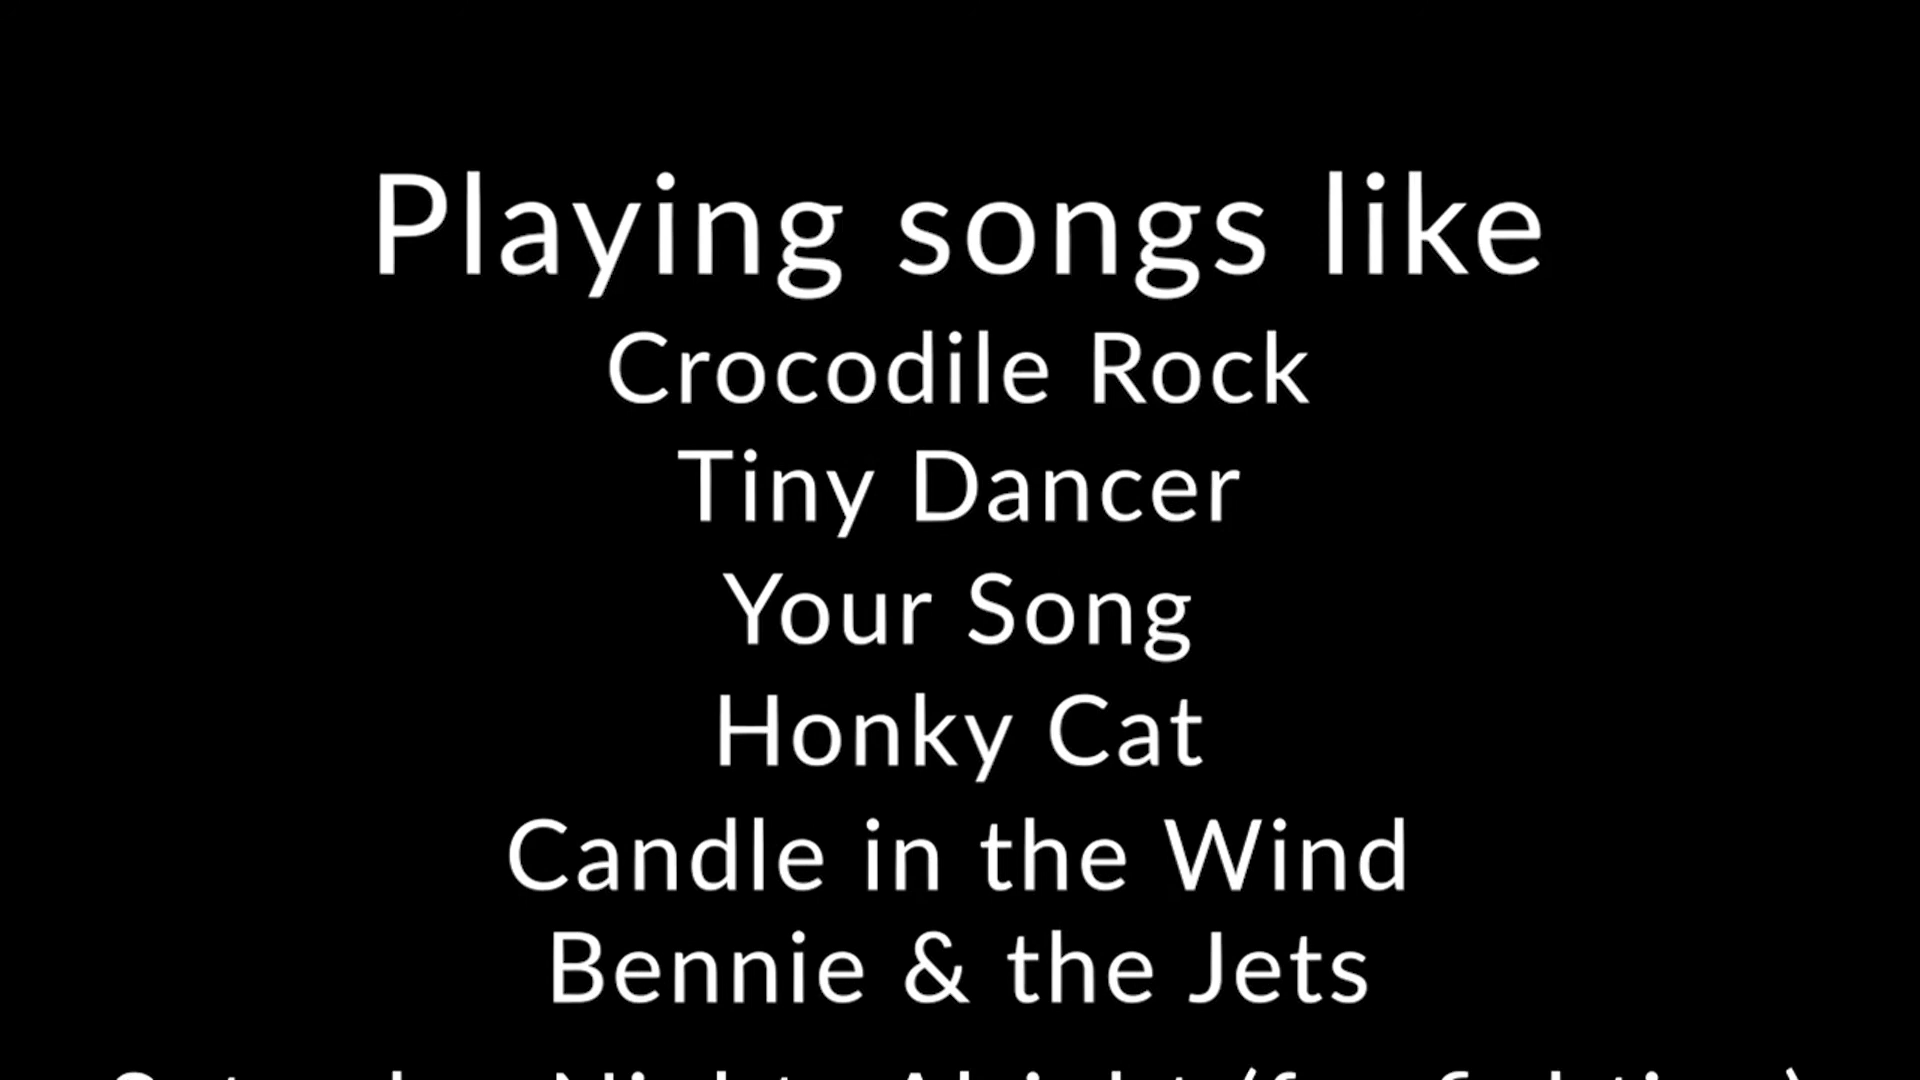 Playing songs like
Crocodile Rock
Tiny Dancer
Your Song
Honky Cat
Candle in the Wind
Bennie & the Jets